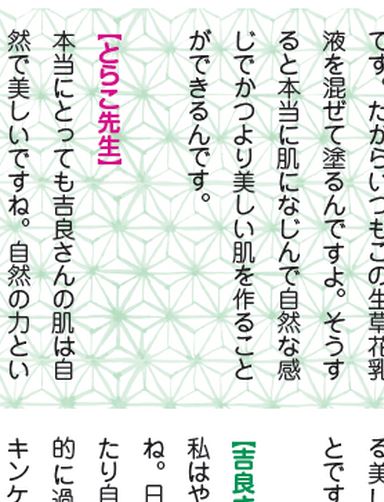 です。だからいつもこの生草花乳
液を混ぜて塗るんですよ。そうす
ると本当に肌になじんで自然な感
じでかつより美しい肌を作ること
ができるんです。
【とらこ先生】
本当にとっても吉良さんの肌は自
然で美しいですね。自然の力とい
る美し
とです
【吉良
私はや
ね。日
たり自
的に過
キンケ